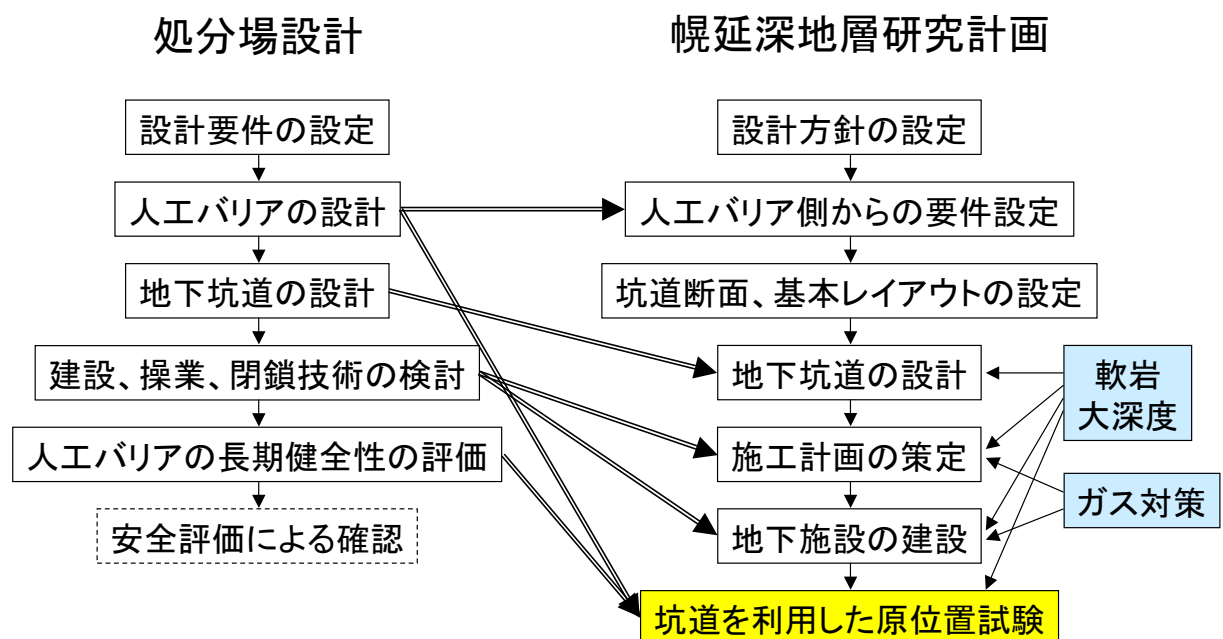 処分場設計
幌延深地層研究計画
設計要件の設定
人工バリアの設計
地下坑道の設計
建設、操業、閉鎖技術の検討
人工バリアの長期健全性の評価
安全評価による確認
設計方針の設定
人工バリア側からの要件設定
坑道断面、基本レイアウトの設定
地下坑道の設計
施工計画の策定
地下施設の建設
坑道を利用した原位置試験
軟岩
大深度
ガス対策